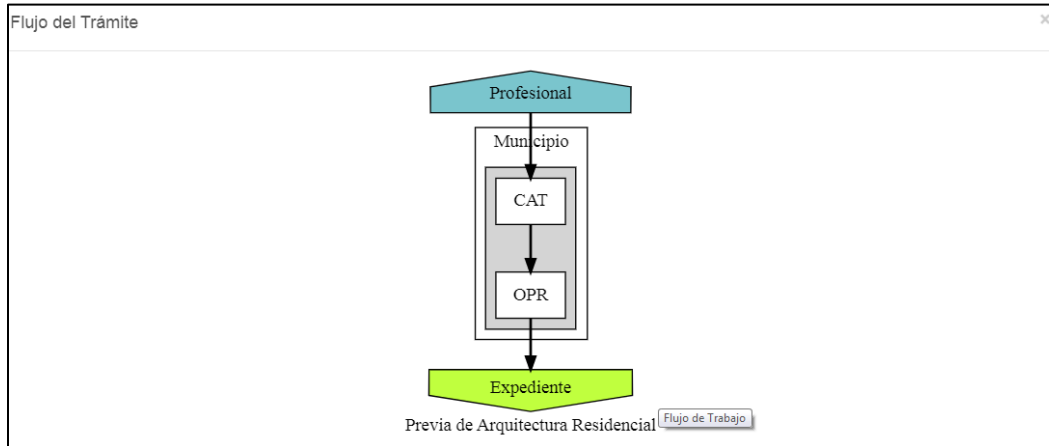 Flujo del Trámite
×
Profesional
Municipio
CAT
OPR
Expediente
Previa de Arquitectura Residencial
Flujo de Trabajo